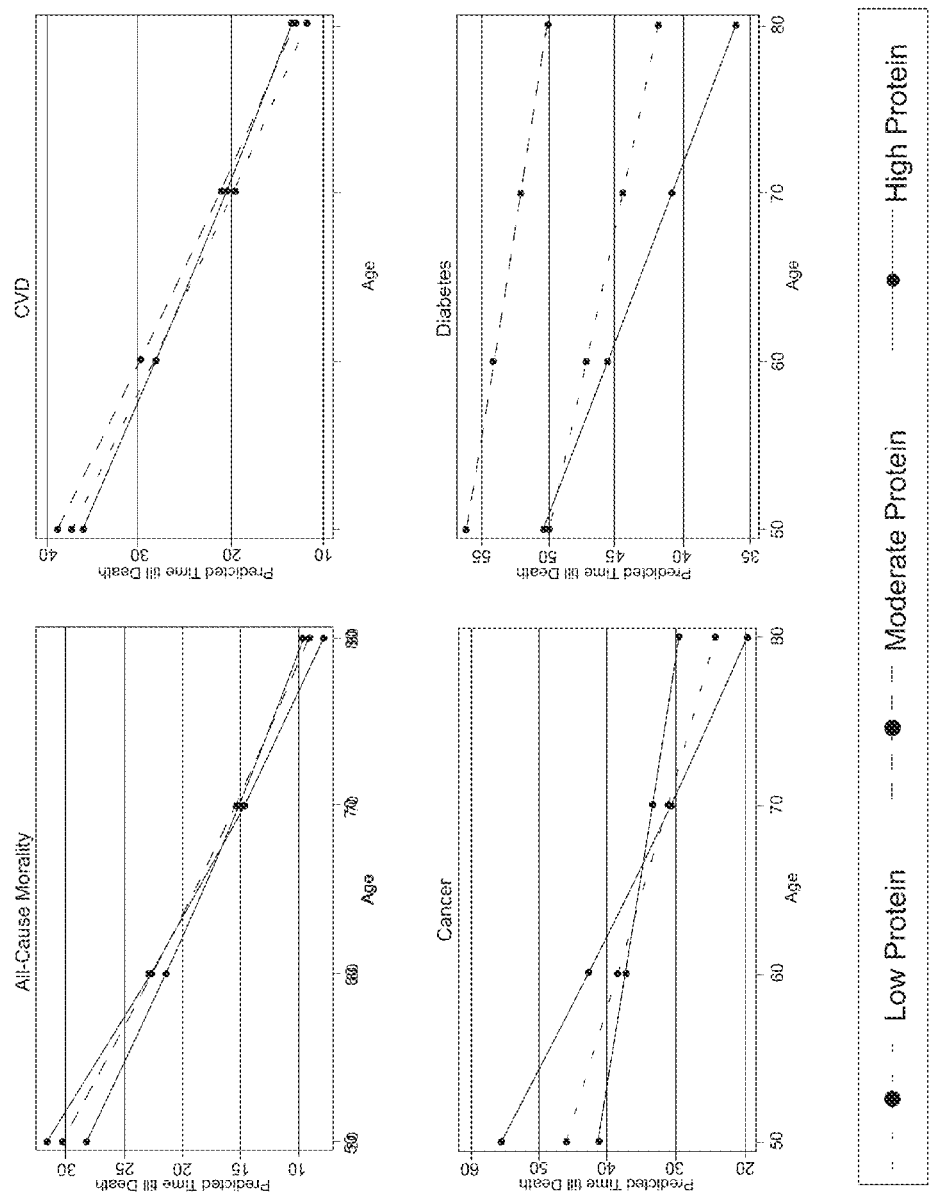 All-Cause Morality
Predicted Time till Death
30
25
20
15
10
50 60 70 80
Age
CVD
Predicted Time till Death
40
30
20
10
Age
Cancer
Predicted Time till Death
60
50
40
30
20
50 60 70 80
Age
Diabetes
Predicted Time till Death
55
50
45
40
35
50 60 70 80
Age
Low Protein Moderate Protein High Protein